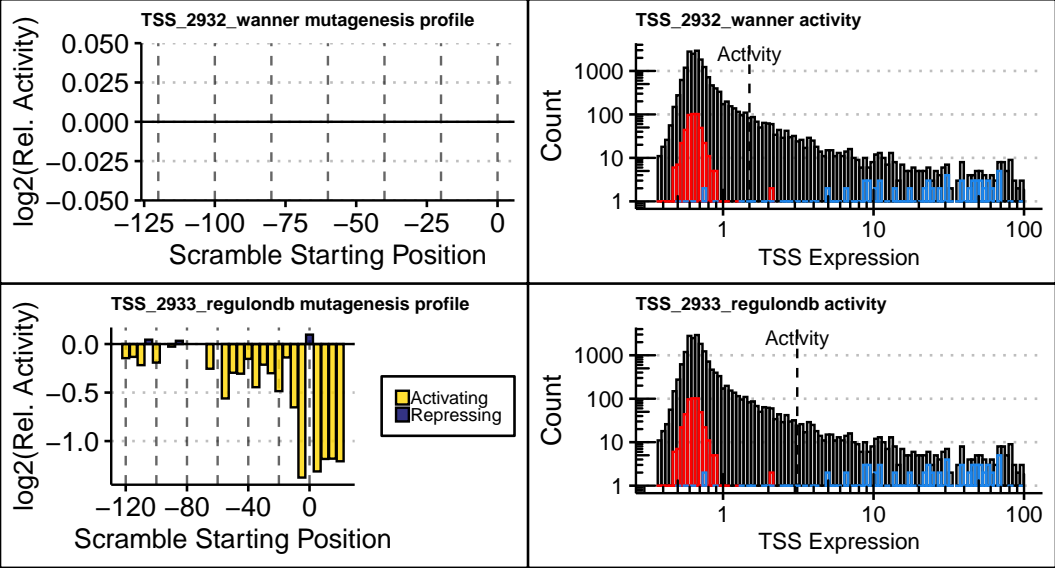 TSS_2932_wanner mutagenesis profile
log2(Rel. Activity)
0.050
0.025
0.000
−0.025
−0.050
−125 −100 −75 −50 −25 0
Scramble Starting Position
TSS_2932_wanner activity
Activity
Count
1000
100
10
1
1 10 100
TSS Expression
TSS_2933_regulondb mutagenesis profile
log2(Rel. Activity)
0.0
−0.5
−1.0
−120 −80 −40 0
Scramble Starting Position
Activating
Repressing
TSS_2933_regulondb activity
Activity
Count
1000
100
10
1
1 10 100
TSS Expression